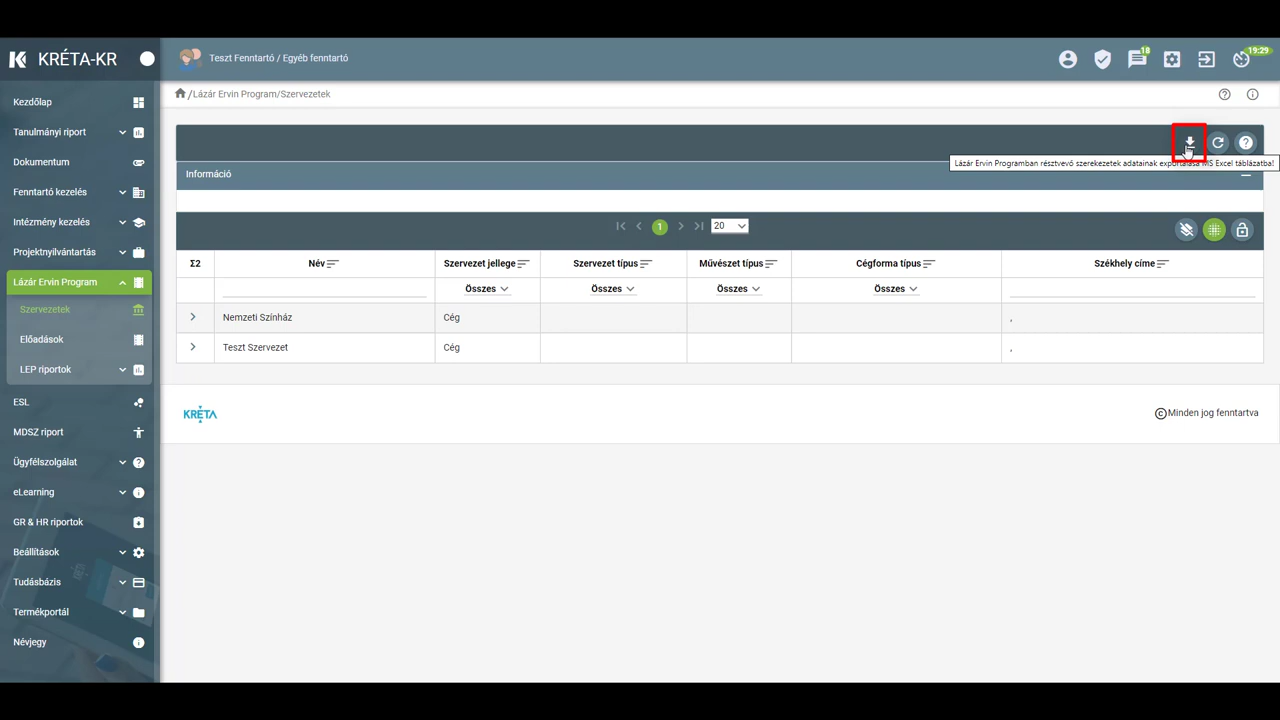 KRÉTA-KR
Teszt Fenntartó / Egyéb fenntartó
18
19:29
/Lázár Ervin Program/Szervezetek
Kezdőlap
Tanulmányi riport
Dokumentum
Fenntartó kezelés
Intézmény kezelés
Projektnyilvántartás
Lázár Ervin Program
Szervezetek
Előadások
LEP riportok
ESL
MDSZ riport
Ügyfélszolgálat
eLearning
GR & HR riportok
Beállítások
Tudásbázis
Termékportál
Névjegy
Lázár Ervin Programban résztvevő szerekezetek adatainak exportálása MS Excel táblázatba!
Információ
1
20
Σ2 Név Szervezet jellege Szervezet típus Művészet típus Cégforma típus Székhely címe
Összes Összes Összes Összes
Nemzeti Színház Cég ,
Teszt Szervezet Cég ,
KRÉTA
©Minden jog fenntartva